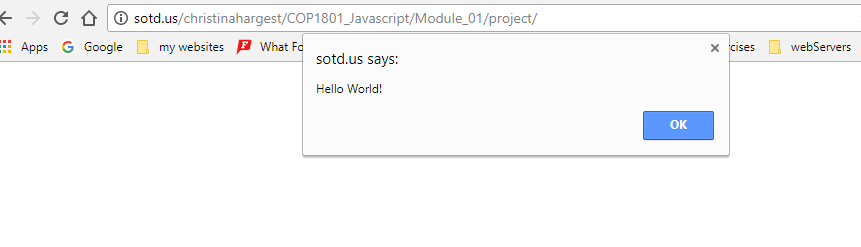 sotd.us/christinahargest/COP1801_Javascript/Module_01/project/
Apps Google my websites What Fo rcises webServers
sotd.us says:
Hello World!
OK